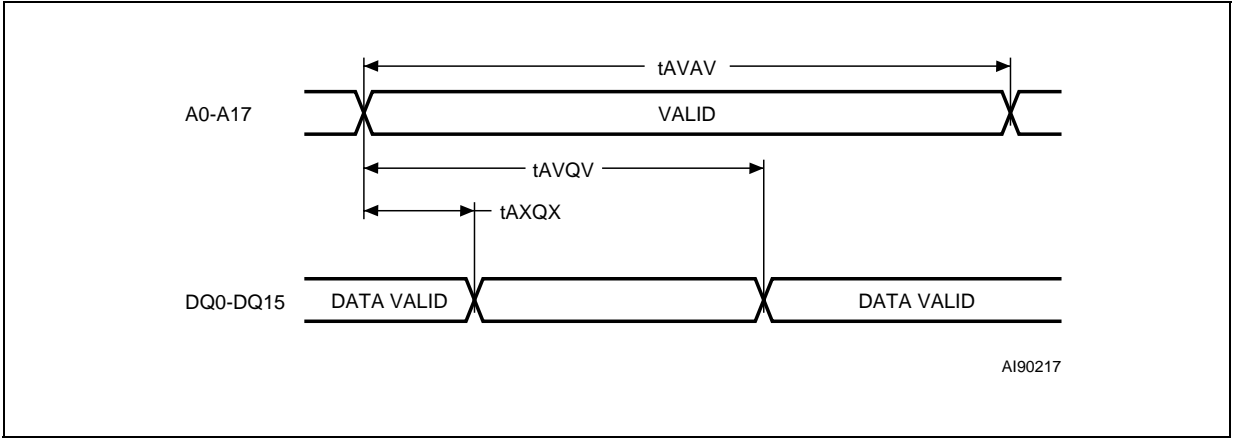 tAVAV
A0-A17
VALID
tAVQV
tAXQX
DQ0-DQ15
DATA VALID
DATA VALID
AI90217